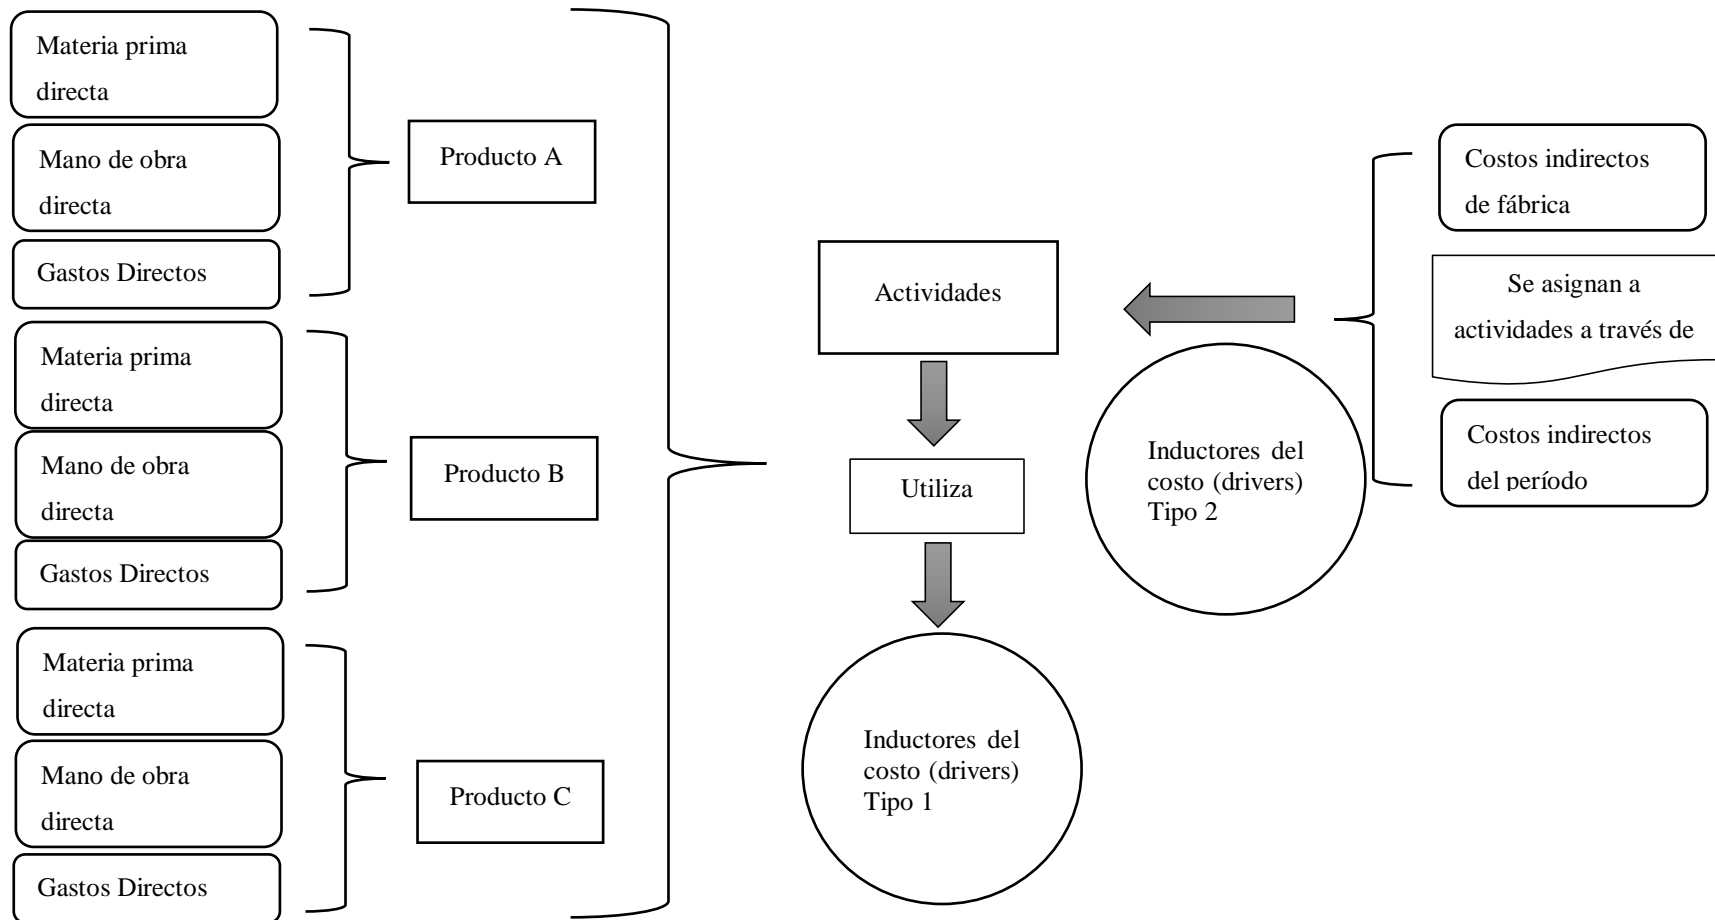 Materia prima
directa
Mano de obra
directa
Gastos Directos
Producto A
Materia prima
directa
Mano de obra
directa
Gastos Directos
Producto B
Materia prima
directa
Mano de obra
directa
Gastos Directos
Producto C
Actividades
Utiliza
Inductores del
costo (drivers)
Tipo 1
Inductores del
costo (drivers)
Tipo 2
Costos indirectos
de fábrica
Se asignan a
actividades a través de
Costos indirectos
del período